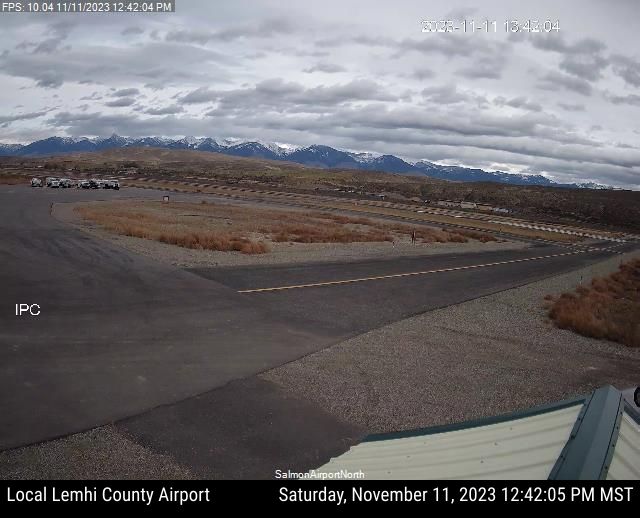 FPS: 10.04 11/11/2023 12:42:04 PM
2023-11-11 13:42:04
IPC
SalmonAirportNorth
Local Lemhi County Airport Saturday, November 11, 2023 12:42:05 PM MST